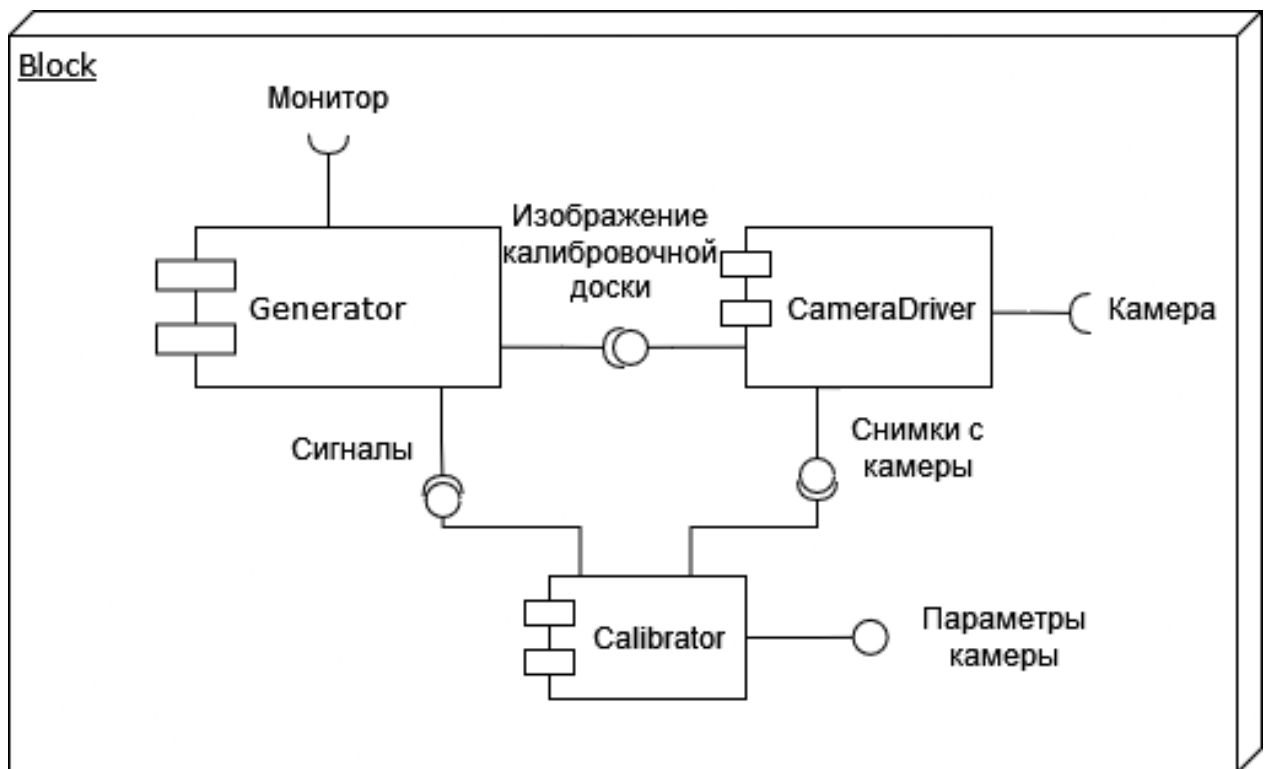 Block
Монитор
Изображение
калибровочной
доски
Generator
CameraDriver
Камера
Сигналы
Снимки с
камеры
Calibrator
Параметры
камеры